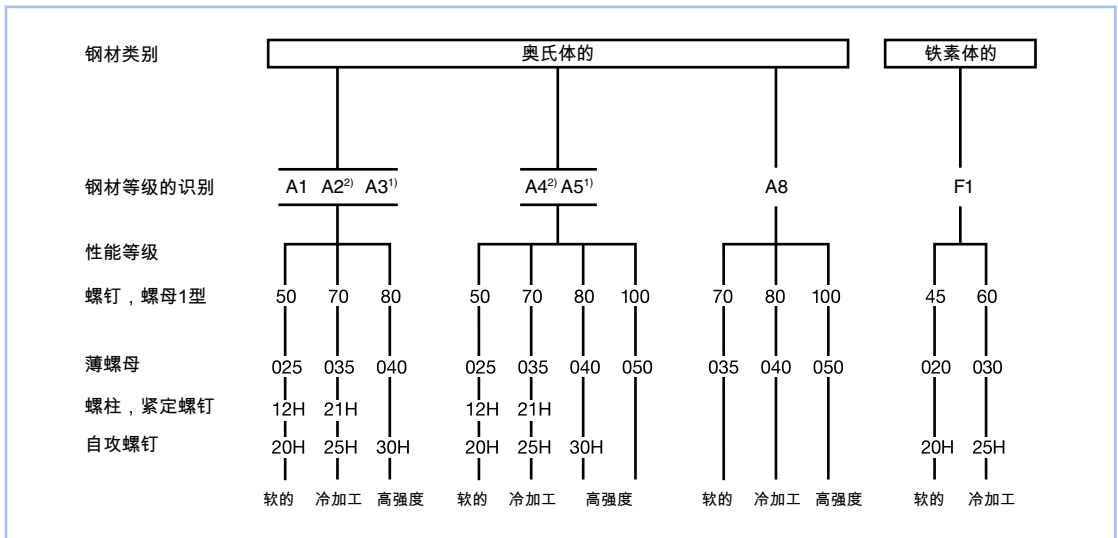 钢材类别 奥氏体的 铁素体的
钢材等级的识别 A1 A2²⁾ A3¹⁾ A4²⁾ A5¹⁾ A8 F1
性能等级
螺钉，螺母1型 50 70 80 50 70 80 100 70 80 100 45 60
薄螺母 025 035 040 025 035 040 050 035 040 050 020 030
螺柱，紧定螺钉 12H 21H 12H 21H
自攻螺钉 20H 25H 30H 20H 25H 30H 20H 25H
软的 冷加工 高强度 软的 冷加工 高强度 软的 冷加工 高强度 软的 冷加工